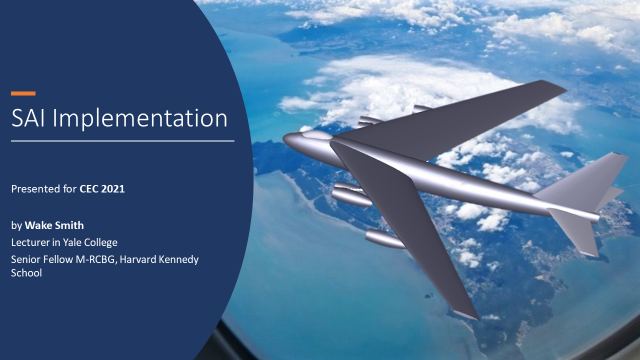 SAI Implementation
Presented for CEC 2021
by Wake Smith
Lecturer in Yale College
Senior Fellow M-RCBG, Harvard Kennedy
School